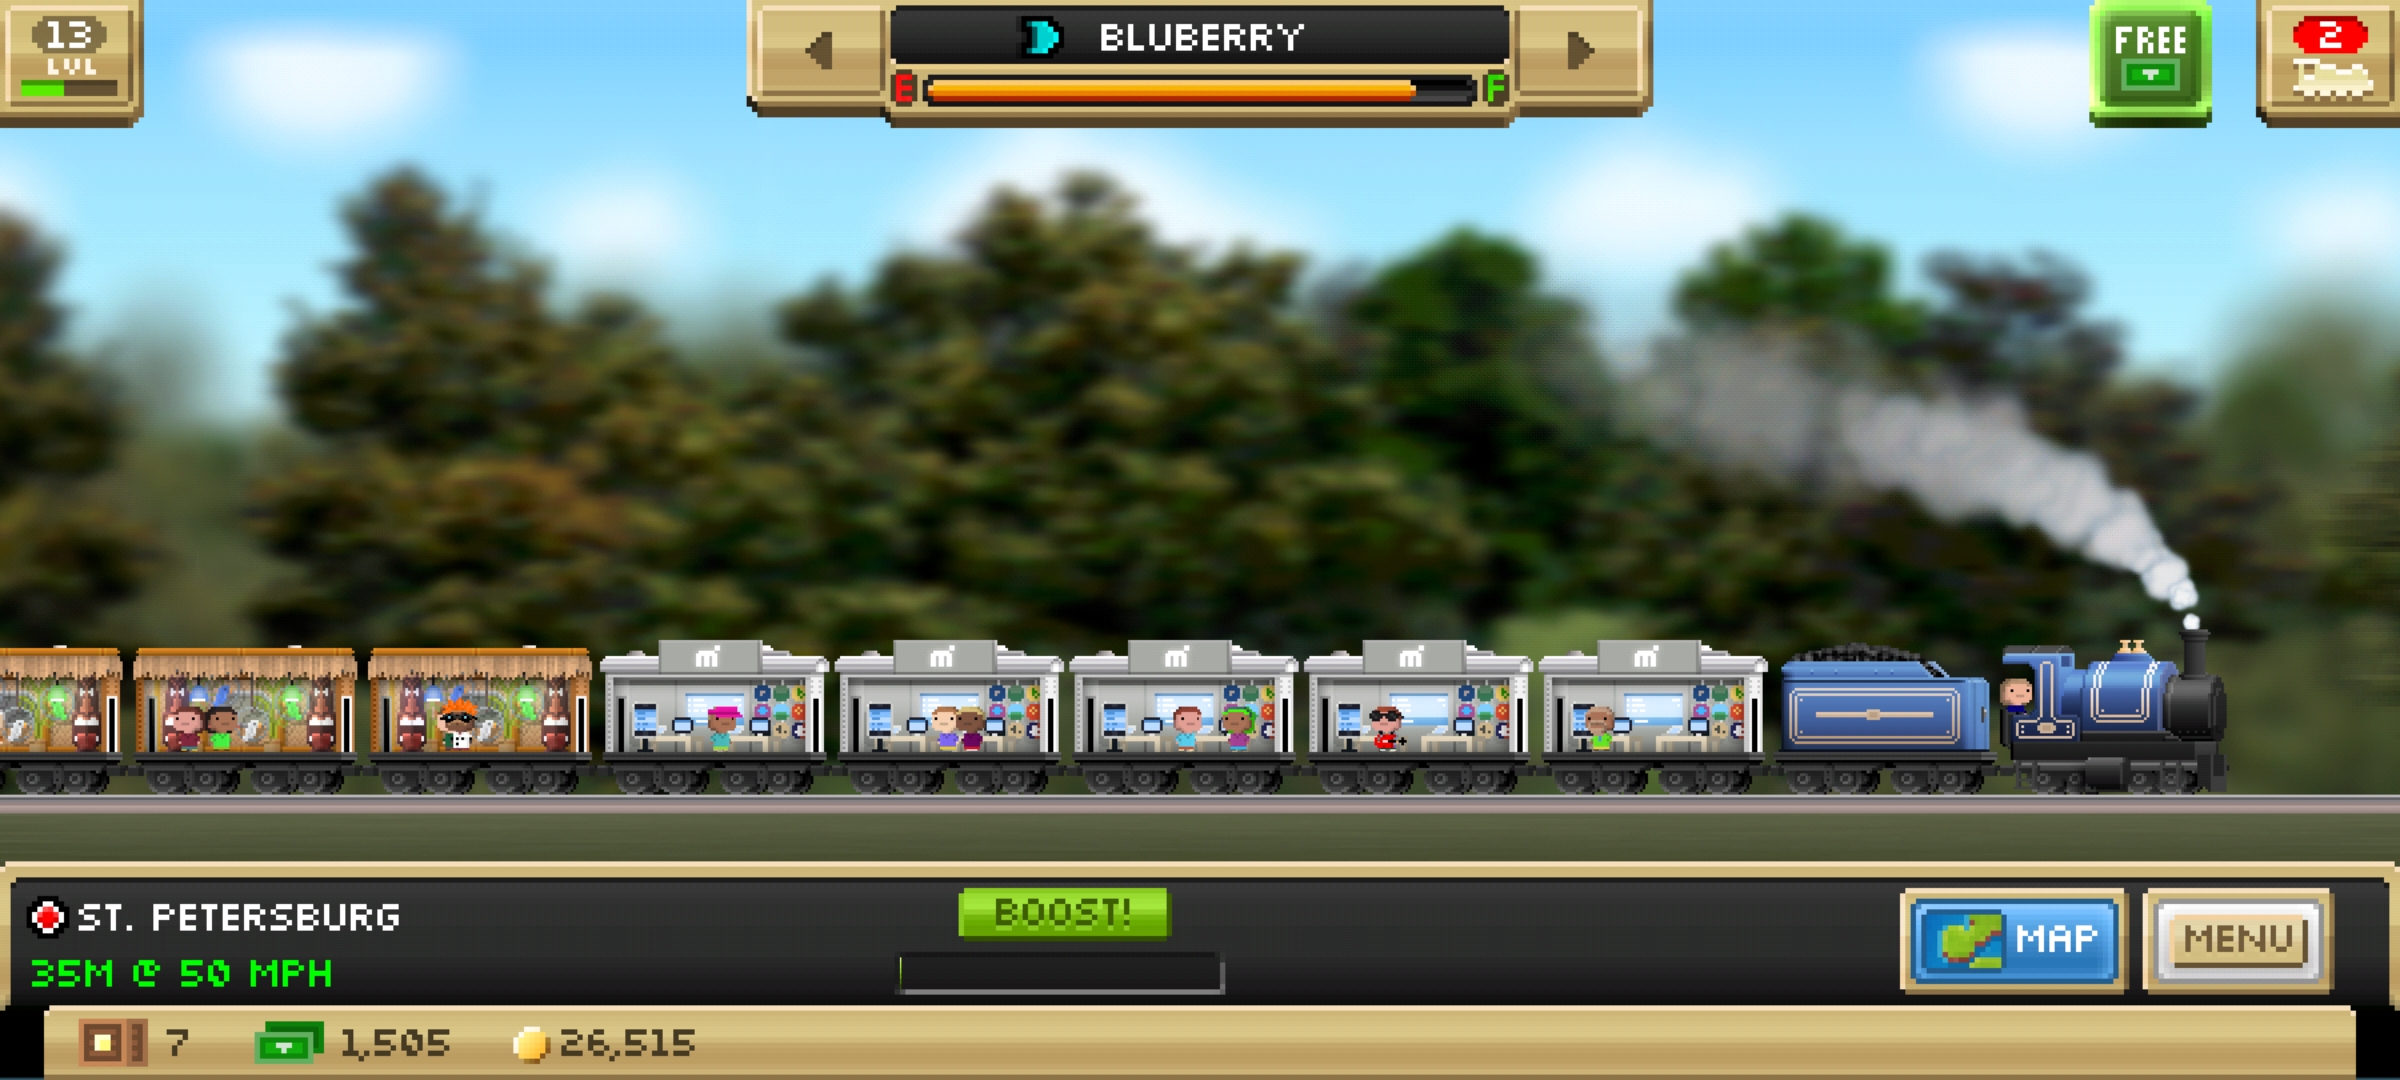 13
LVL
BLUBERRY
E F
FREE
2
m m m m m
ST. PETERSBURG
35M @ 50 MPH
BOOST!
MAP
MENU
7 1,505 26,515